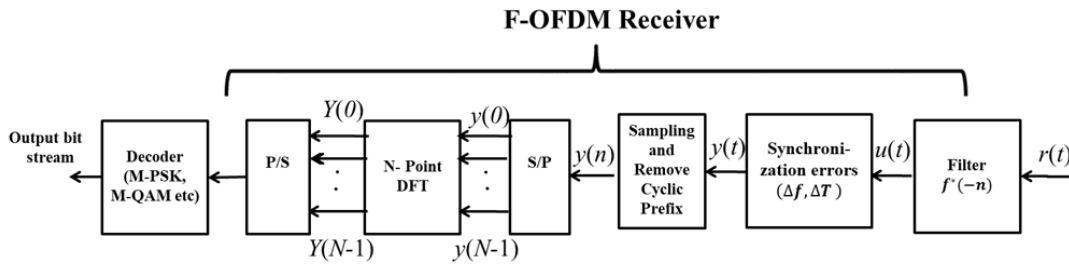 F-OFDM Receiver
Output bit
stream
Decoder
(M-PSK,
M-QAM etc)
P/S
Y(0)
Y(N-1)
N- Point
DFT
y(0)
y(N-1)
S/P
y(n)
Sampling
and
Remove
Cyclic
Prefix
y(t)
Synchroni-
zation errors
(Δf, ΔT )
u(t)
Filter
f*(−n)
r(t)